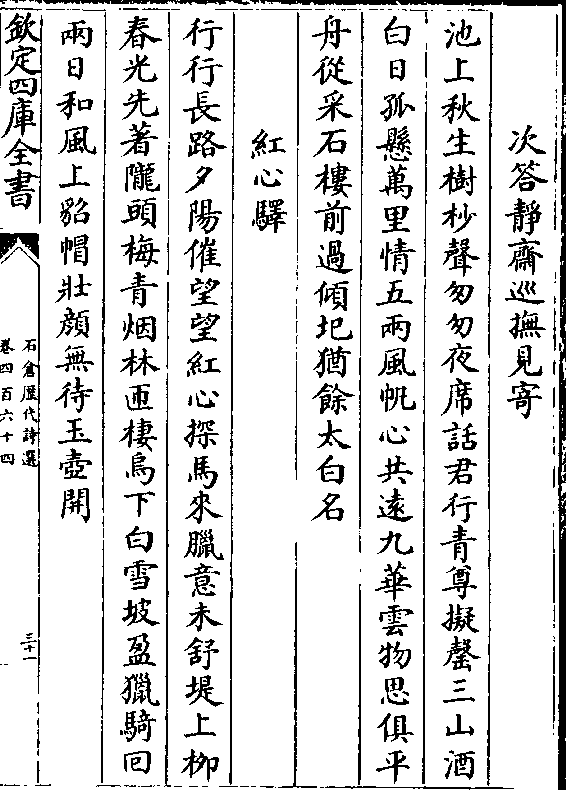 次答靜齋巡撫見寄
池上秋生樹杪聲匆匆夜席話君行青尊擬罄三山酒
白日孤懸萬里情五兩風帆心共遠九華雲物思俱平
舟從采石樓前過傾圯猶餘太白名
紅心驛
行行長路夕陽催望望紅心探馬來臘意未舒堤上柳
春光先著隴頭梅青烟林匝棲烏下白雪坡盈獵騎回
兩日和風上貂帽壯顔無待玉壺開
欽定四庫全書
石倉歷代詩選
卷四百六十四
三十一